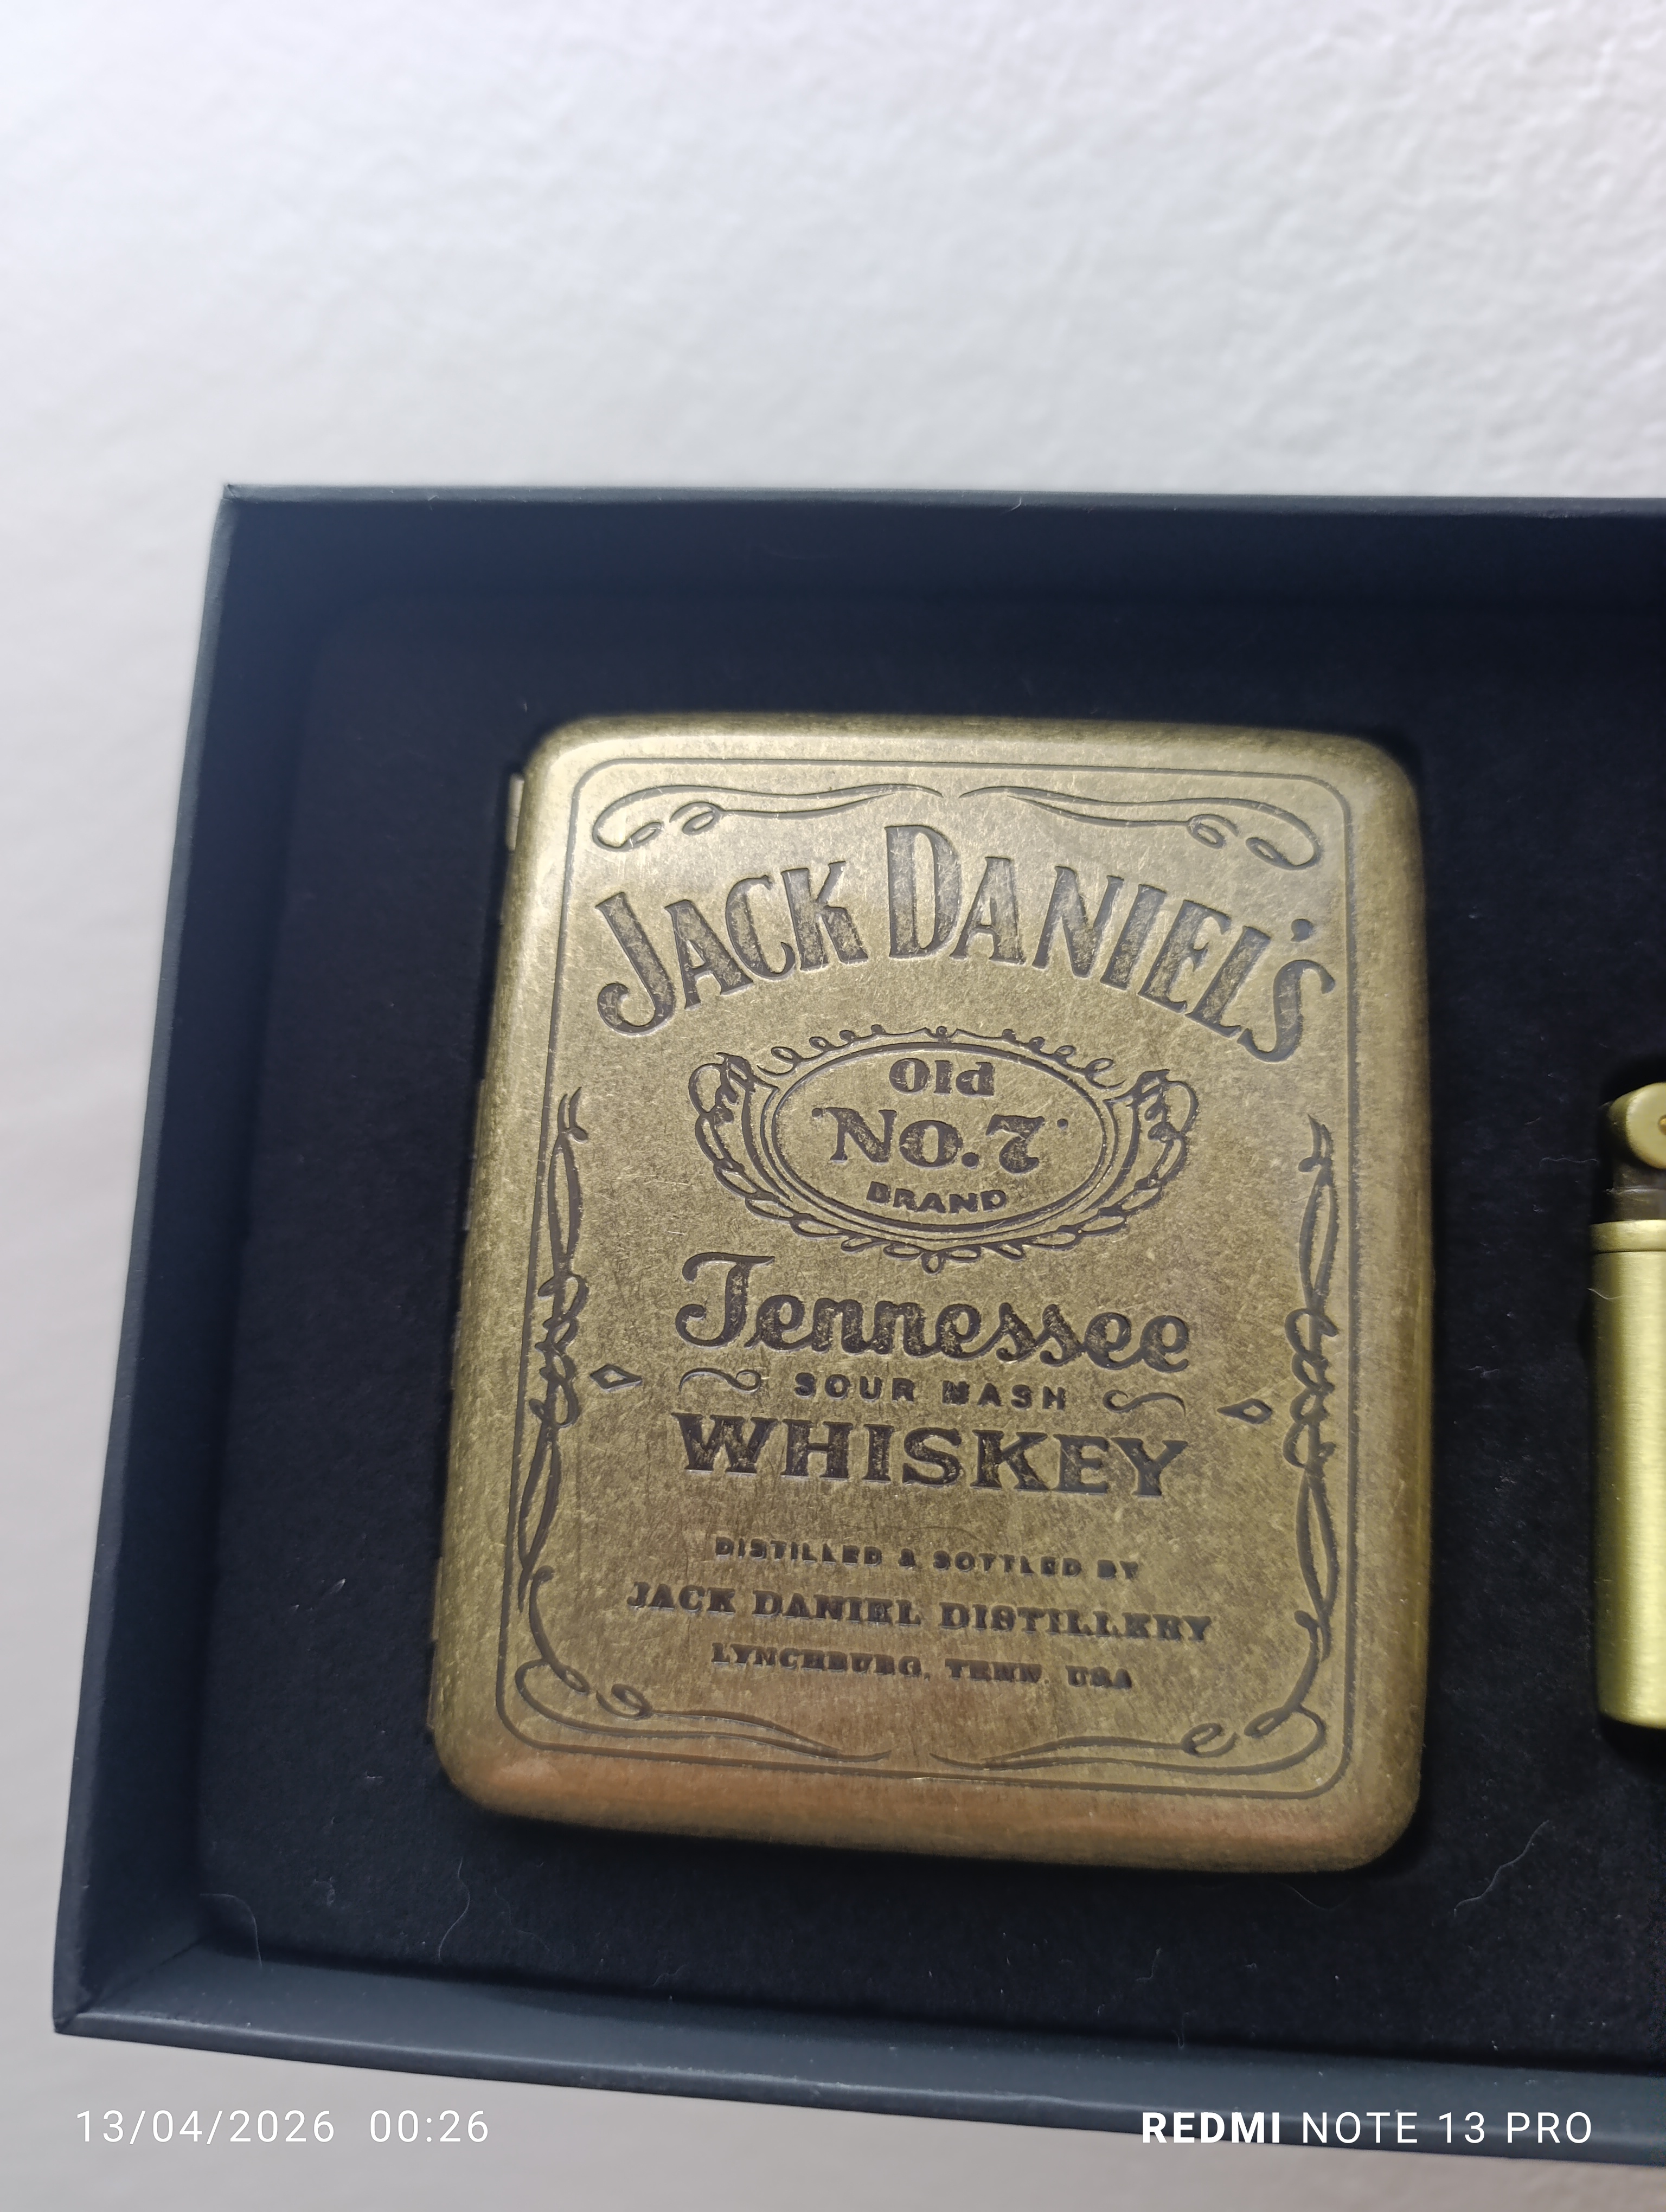 JACK DANIEL'S
Old
No. 7
BRAND
Tennessee
SOUR MASH
WHISKEY
DISTILLED & BOTTLED BY
JACK DANIEL DISTILLERY
LYNCHBURG, TENN. USA
13/04/2026 00:26
REDMI NOTE 13 PRO